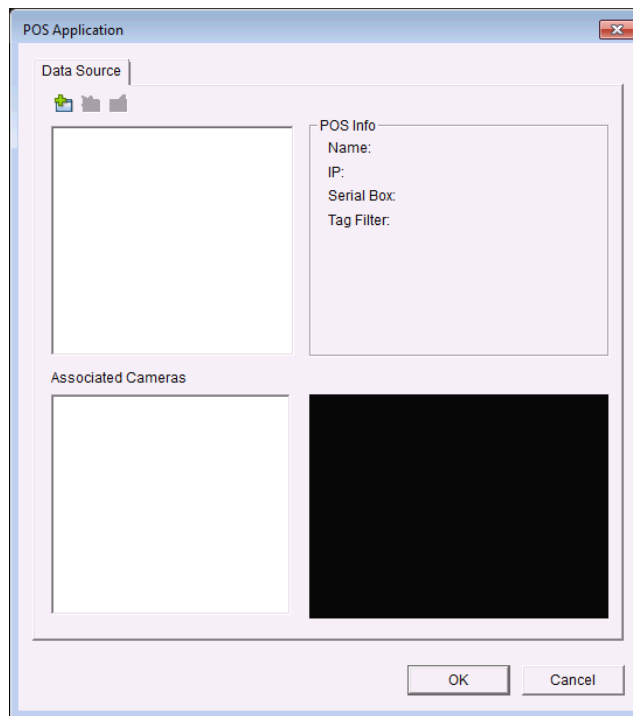 POS Application
Data Source
POS Info
Name:
IP:
Serial Box:
Tag Filter:
Associated Cameras
OK
Cancel